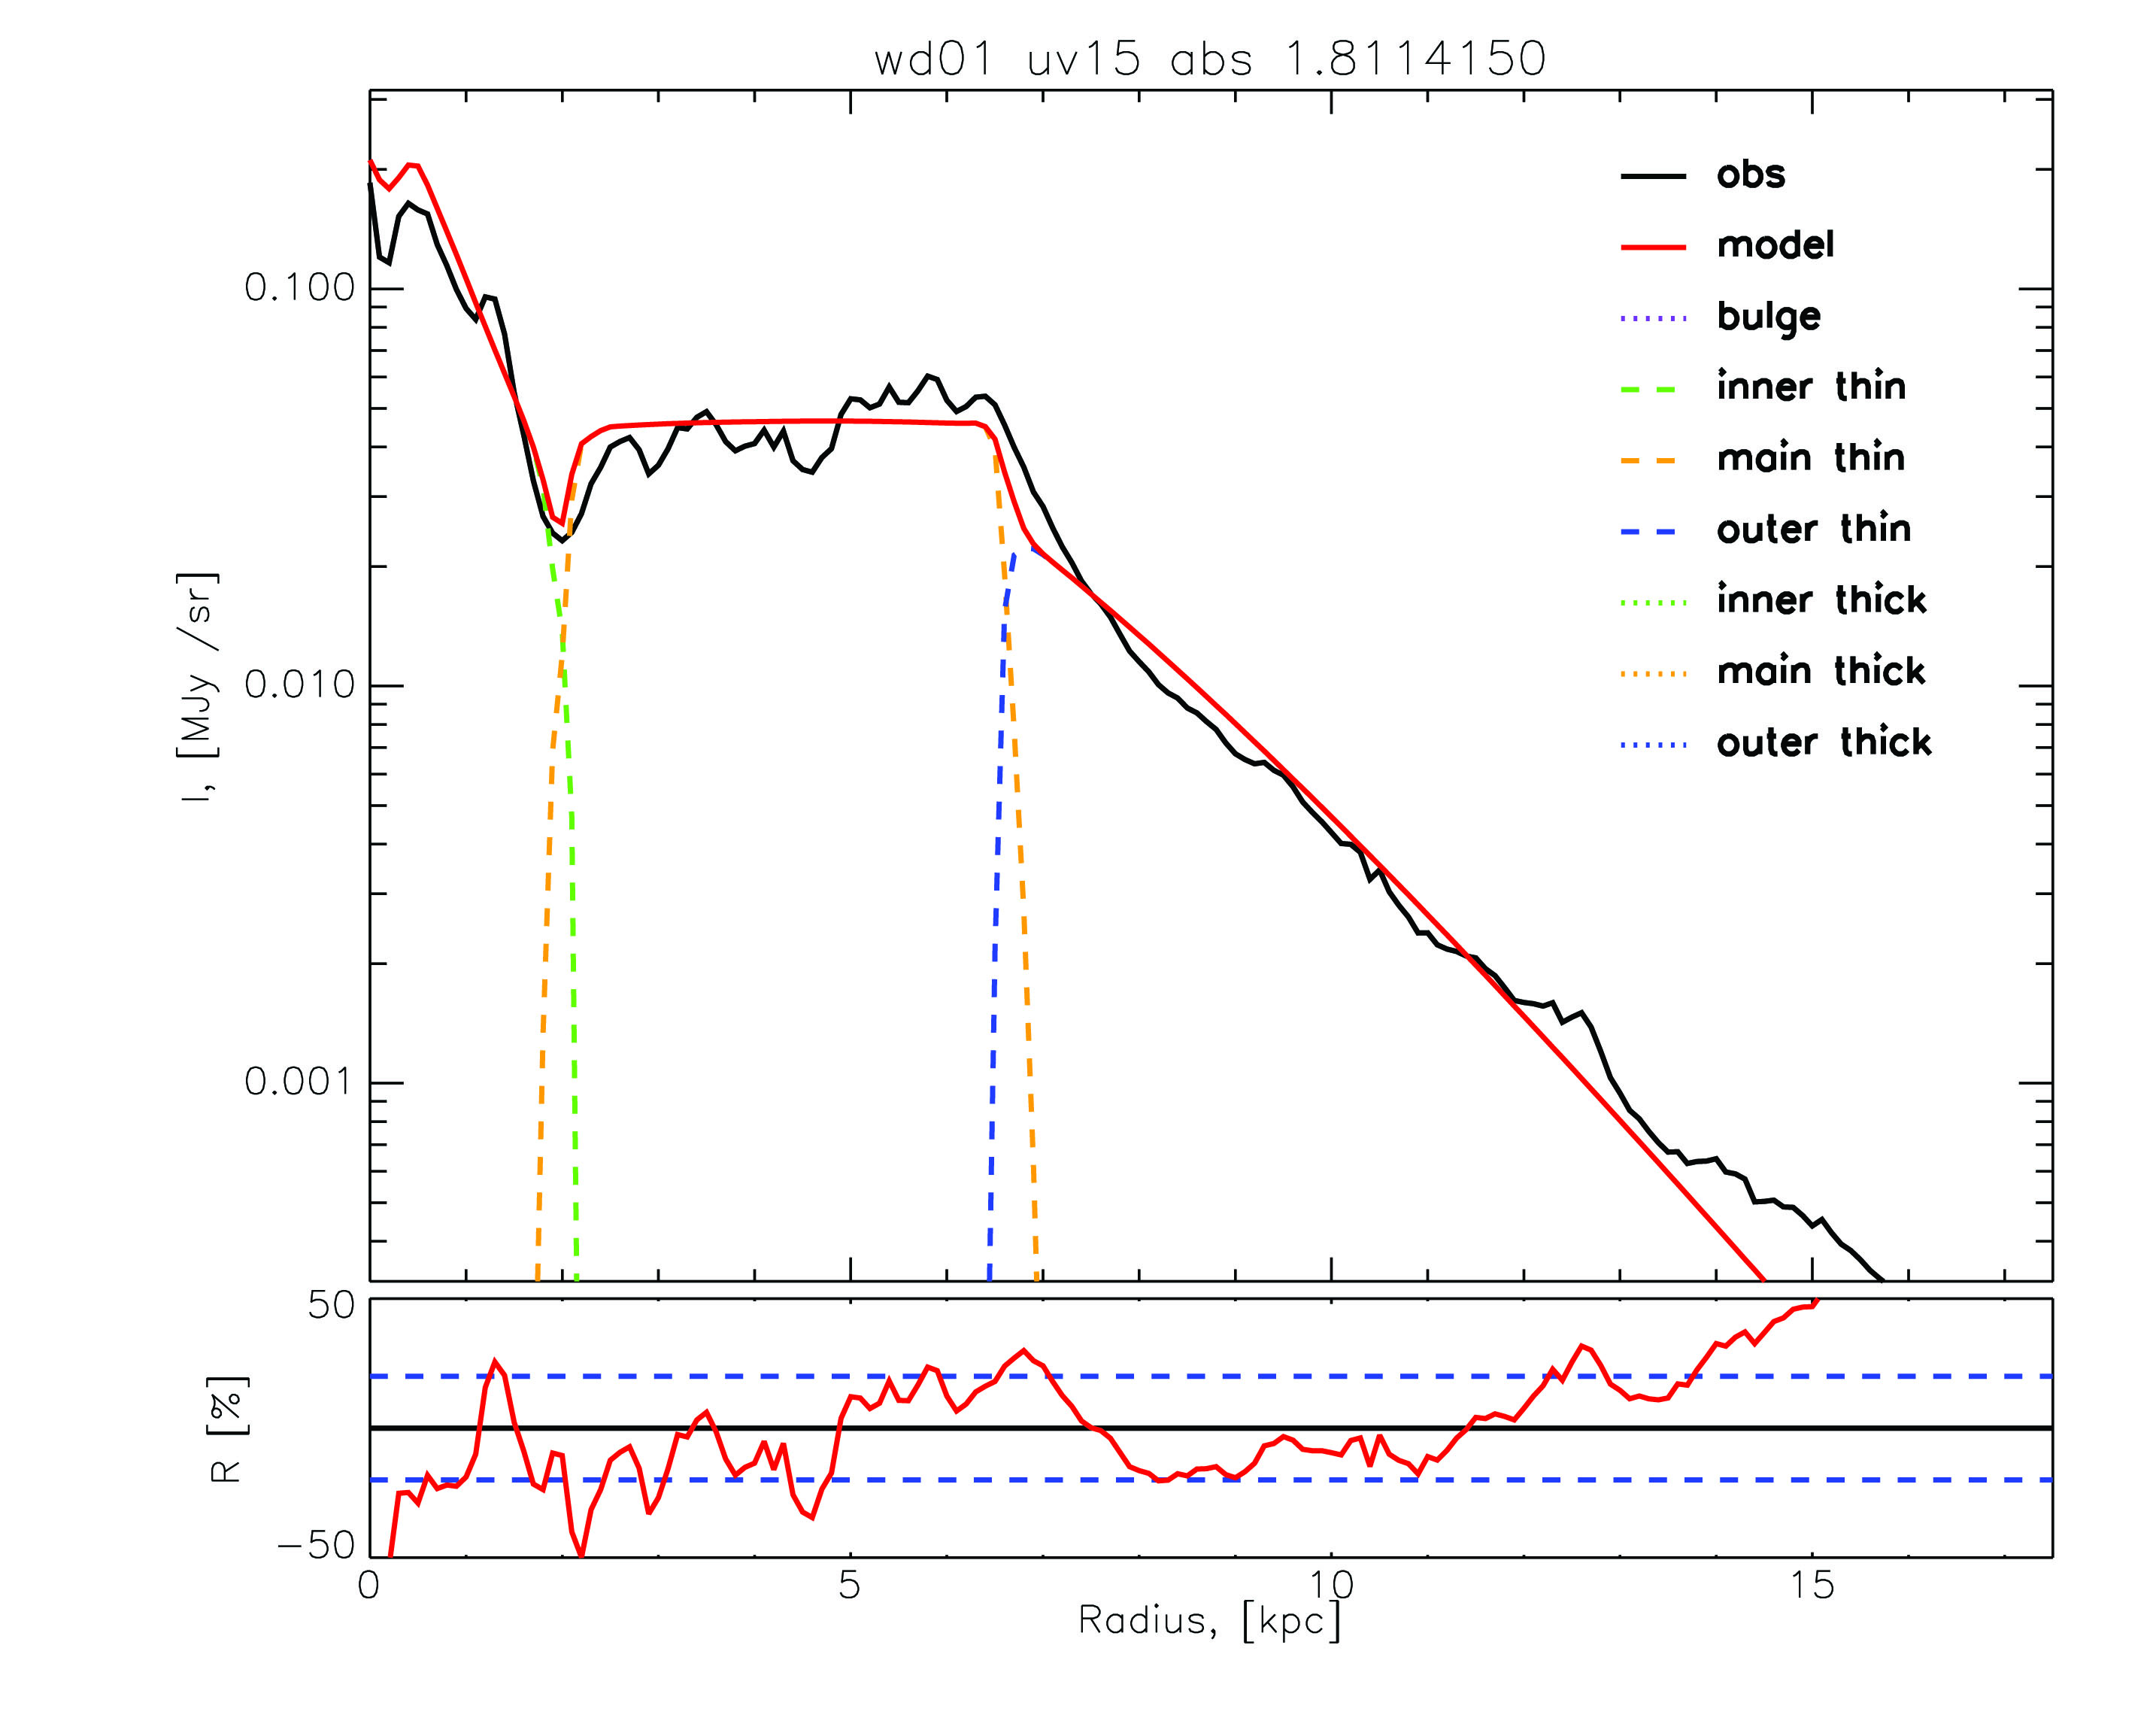 wd01 uv15 abs 1.8114150
obs
model
bulge
inner thin
main thin
outer thin
inner thick
main thick
outer thick
0.100
0.010
0.001
I, [MJy /sr]
50
-50
R [%]
0 5 10 15
Radius, [kpc]